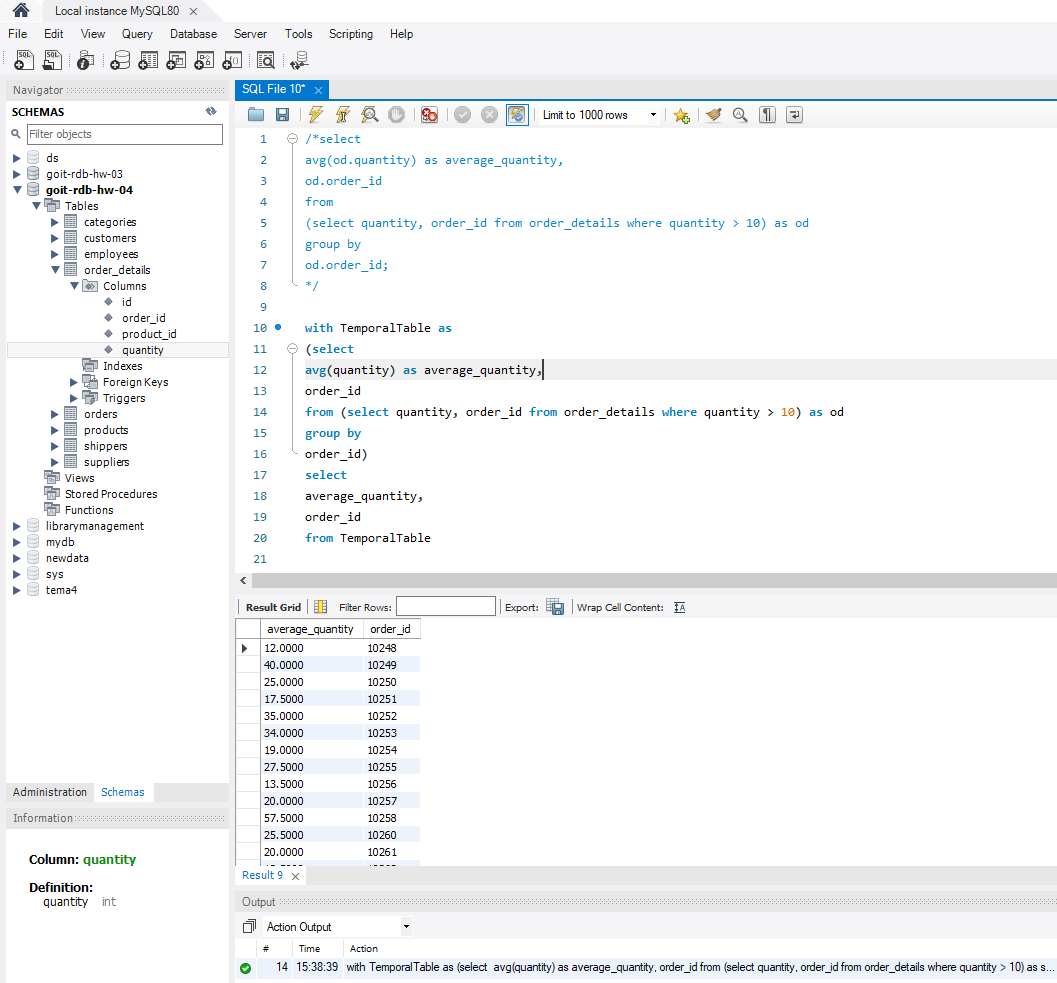 Local instance MySQL80
File Edit View Query Database Server Tools Scripting Help
Navigator
SCHEMAS
Filter objects
ds
goit-rdb-hw-03
goit-rdb-hw-04
Tables
categories
customers
employees
order_details
Columns
id
order_id
product_id
quantity
Indexes
Foreign Keys
Triggers
orders
products
shippers
suppliers
Views
Stored Procedures
Functions
librarymanagement
mydb
newdata
sys
tema4
Administration Schemas
Information
Column: quantity
Definition:
quantity int
SQL File 10*
Limit to 1000 rows
1 /*select
2 avg(od.quantity) as average_quantity,
3 od.order_id
4 from
5 (select quantity, order_id from order_details where quantity > 10) as od
6 group by
7 od.order_id;
8 */
9
10 with TemporalTable as
11 (select
12 avg(quantity) as average_quantity,
13 order_id
14 from (select quantity, order_id from order_details where quantity > 10) as od
15 group by
16 order_id)
17 select
18 average_quantity,
19 order_id
20 from TemporalTable
21
Result Grid Filter Rows: Export: Wrap Cell Content:
average_quantity order_id
12.0000 10248
40.0000 10249
25.0000 10250
17.5000 10251
35.0000 10252
34.0000 10253
19.0000 10254
27.5000 10255
13.5000 10256
20.0000 10257
57.5000 10258
25.5000 10260
20.0000 10261
Result 9
Output
Action Output
# Time Action
14 15:38:39 with TemporalTable as (select avg(quantity) as average_quantity, order_id from (select quantity, order_id from order_details where quantity > 10) as s...